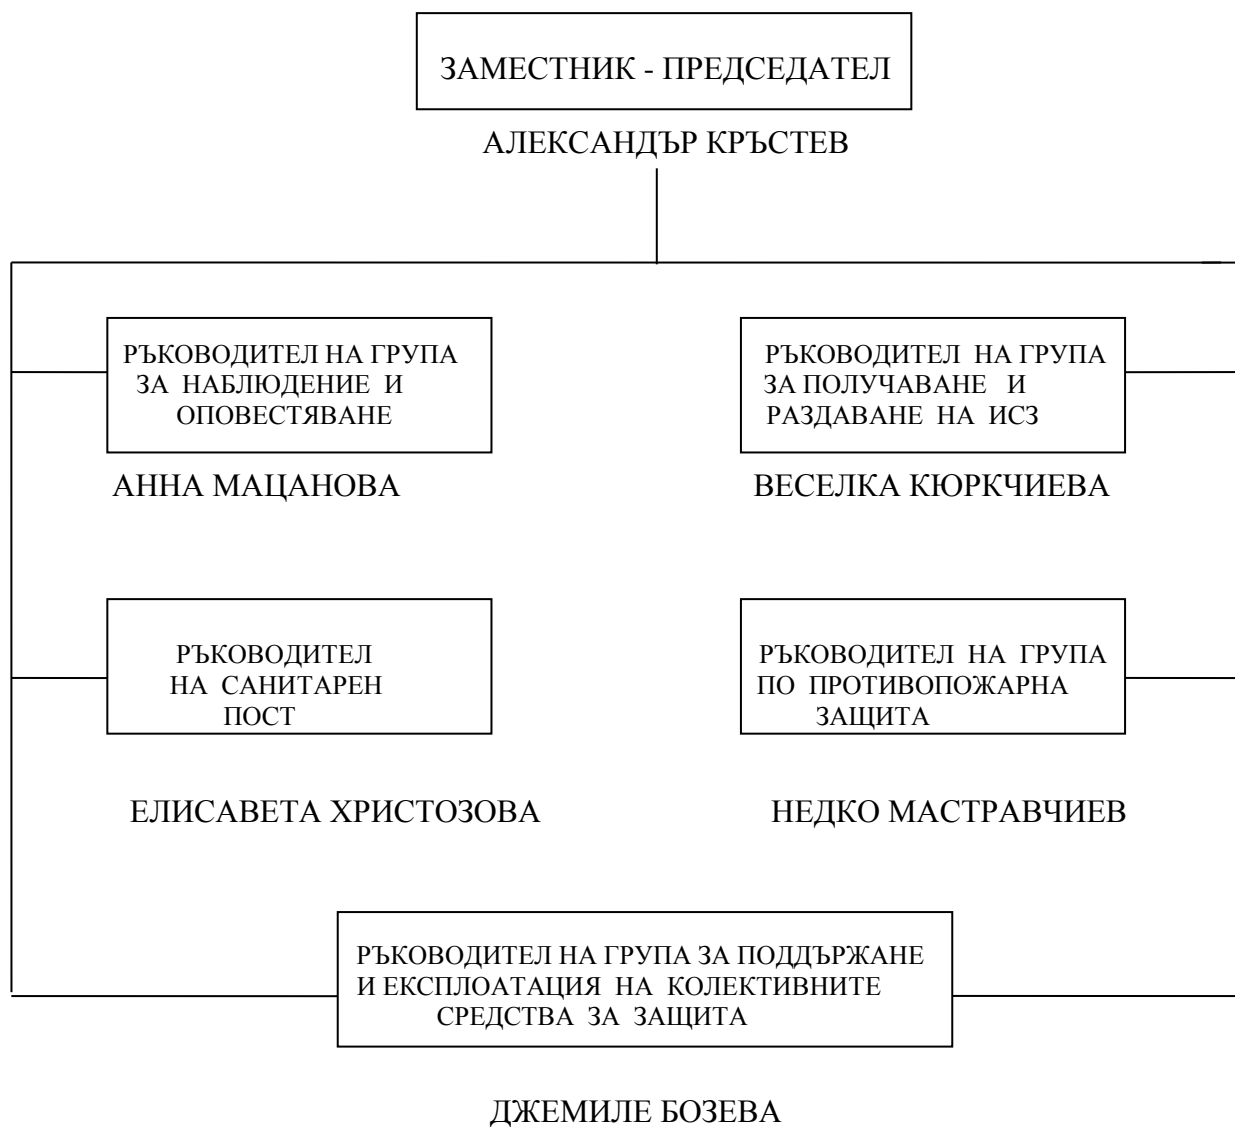 ЗАМЕСТНИК - ПРЕДСЕДАТЕЛ
АЛЕКСАНДЪР КРЪСТЕВ
РЪКОВОДИТЕЛ НА ГРУПА
ЗА НАБЛЮДЕНИЕ И
ОПОВЕСТЯВАНЕ
АННА МАЦАНОВА
РЪКОВОДИТЕЛ НА ГРУПА
ЗА ПОЛУЧАВАНЕ И
РАЗДАВАНЕ НА ИСЗ
ВЕСЕЛКА КЮРКЧИЕВА
РЪКОВОДИТЕЛ
НА САНИТАРЕН
ПОСТ
ЕЛИСАВЕТА ХРИСТОЗОВА
РЪКОВОДИТЕЛ НА ГРУПА
ПО ПРОТИВОПОЖАРНА
ЗАЩИТА
НЕДКО МАСТРАВЧИЕВ
РЪКОВОДИТЕЛ НА ГРУПА ЗА ПОДДЪРЖАНЕ
И ЕКСПЛОАТАЦИЯ НА КОЛЕКТИВНИТЕ
СРЕДСТВА ЗА ЗАЩИТА
ДЖЕМИЛЕ БОЗЕВА